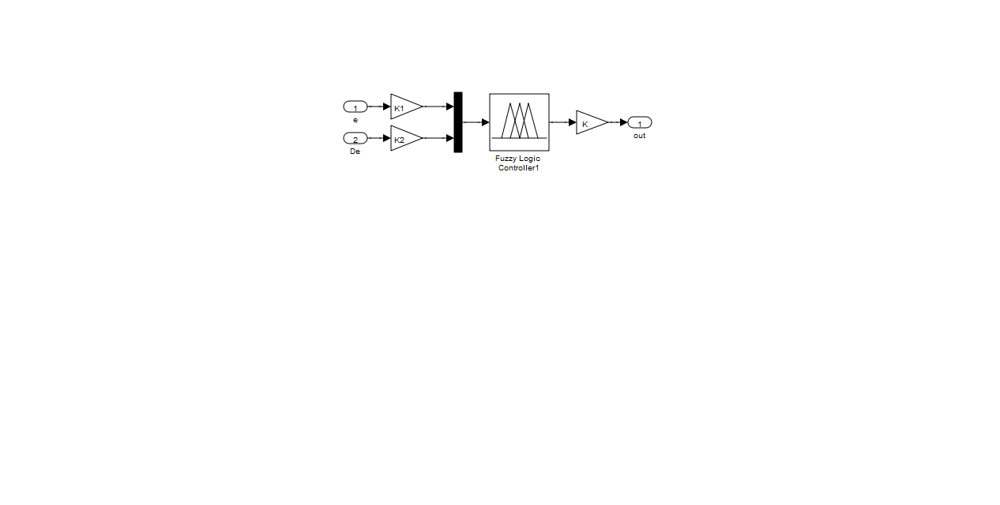 1
K1
e
2
K2
De
Fuzzy Logic
Controller1
K
1
out